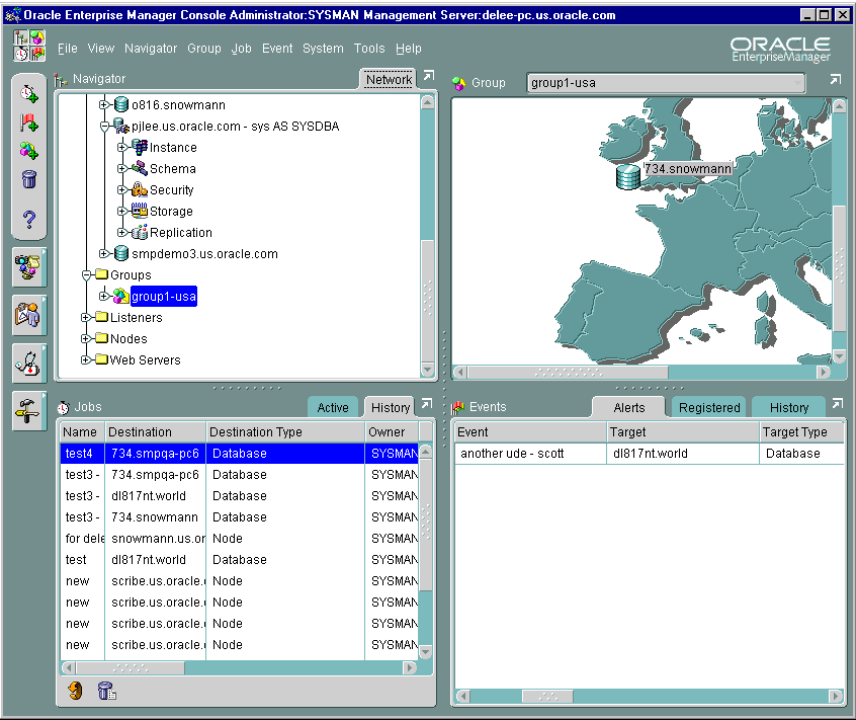 Oracle Enterprise Manager Console Administrator:SYSMAN Management Server:delee-pc.us.oracle.com
File View Navigator Group Job Event System Tools Help
ORACLE
EnterpriseManager
Navigator Network
o816.snowmann
pjlee.us.oracle.com - sys AS SYSDBA
Instance
Schema
Security
Storage
Replication
smpdemo3.us.oracle.com
Groups
group1-usa
Listeners
Nodes
Web Servers
Group group1-usa
734.snowmann
Jobs Active History
Name Destination Destination Type Owner
test4 734.smpqa-pc6 Database SYSMAN
test3 - 734.smpqa-pc6 Database SYSMAN
test3 - dl817nt.world Database SYSMAN
test3 - 734.snowmann Database SYSMAN
for dele snowmann.us.or Node SYSMAN
test dl817nt.world Database SYSMAN
new scribe.us.oracle. Node SYSMAN
new scribe.us.oracle. Node SYSMAN
new scribe.us.oracle. Node SYSMAN
new scribe.us.oracle. Node SYSMAN
Events Alerts Registered History
Event Target Target Type
another ude - scott dl817nt.world Database